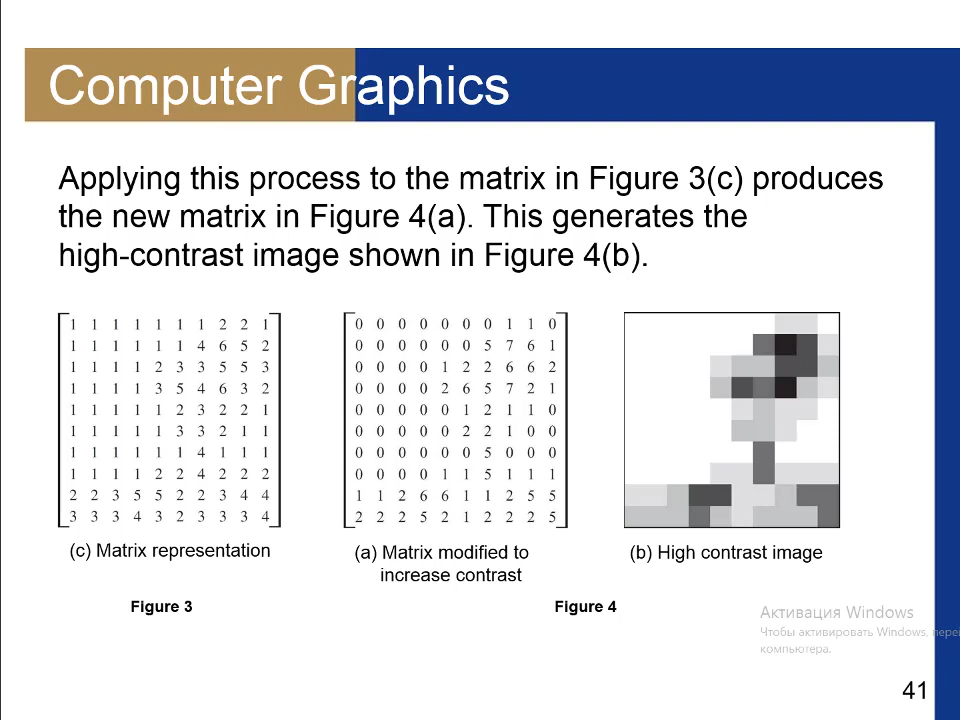 Computer Graphics
Applying this process to the matrix in Figure 3(c) produces
the new matrix in Figure 4(a). This generates the
high-contrast image shown in Figure 4(b).
1 1 1 1 1 1 1 2 2 1
1 1 1 1 1 1 4 6 5 2
1 1 1 1 2 3 3 5 5 3
1 1 1 1 3 5 4 6 3 2
1 1 1 1 1 2 3 2 2 1
1 1 1 1 1 3 3 2 1 1
1 1 1 1 1 1 4 1 1 1
1 1 1 1 2 2 4 2 2 2
2 2 3 5 5 2 2 3 4 4
3 3 3 4 3 2 3 3 3 4
(c) Matrix representation
Figure 3
0 0 0 0 0 0 0 1 1 0
0 0 0 0 0 0 5 7 6 1
0 0 0 0 1 2 2 6 6 2
0 0 0 0 2 6 5 7 2 1
0 0 0 0 0 1 2 1 1 0
0 0 0 0 0 2 2 1 0 0
0 0 0 0 0 0 5 0 0 0
0 0 0 0 1 1 5 1 1 1
1 1 2 6 6 1 1 2 5 5
2 2 2 5 2 1 2 2 2 5
(a) Matrix modified to
increase contrast
(b) High contrast image
Figure 4
Активация Windows
Чтобы активировать Windows, пере
компьютера.
41